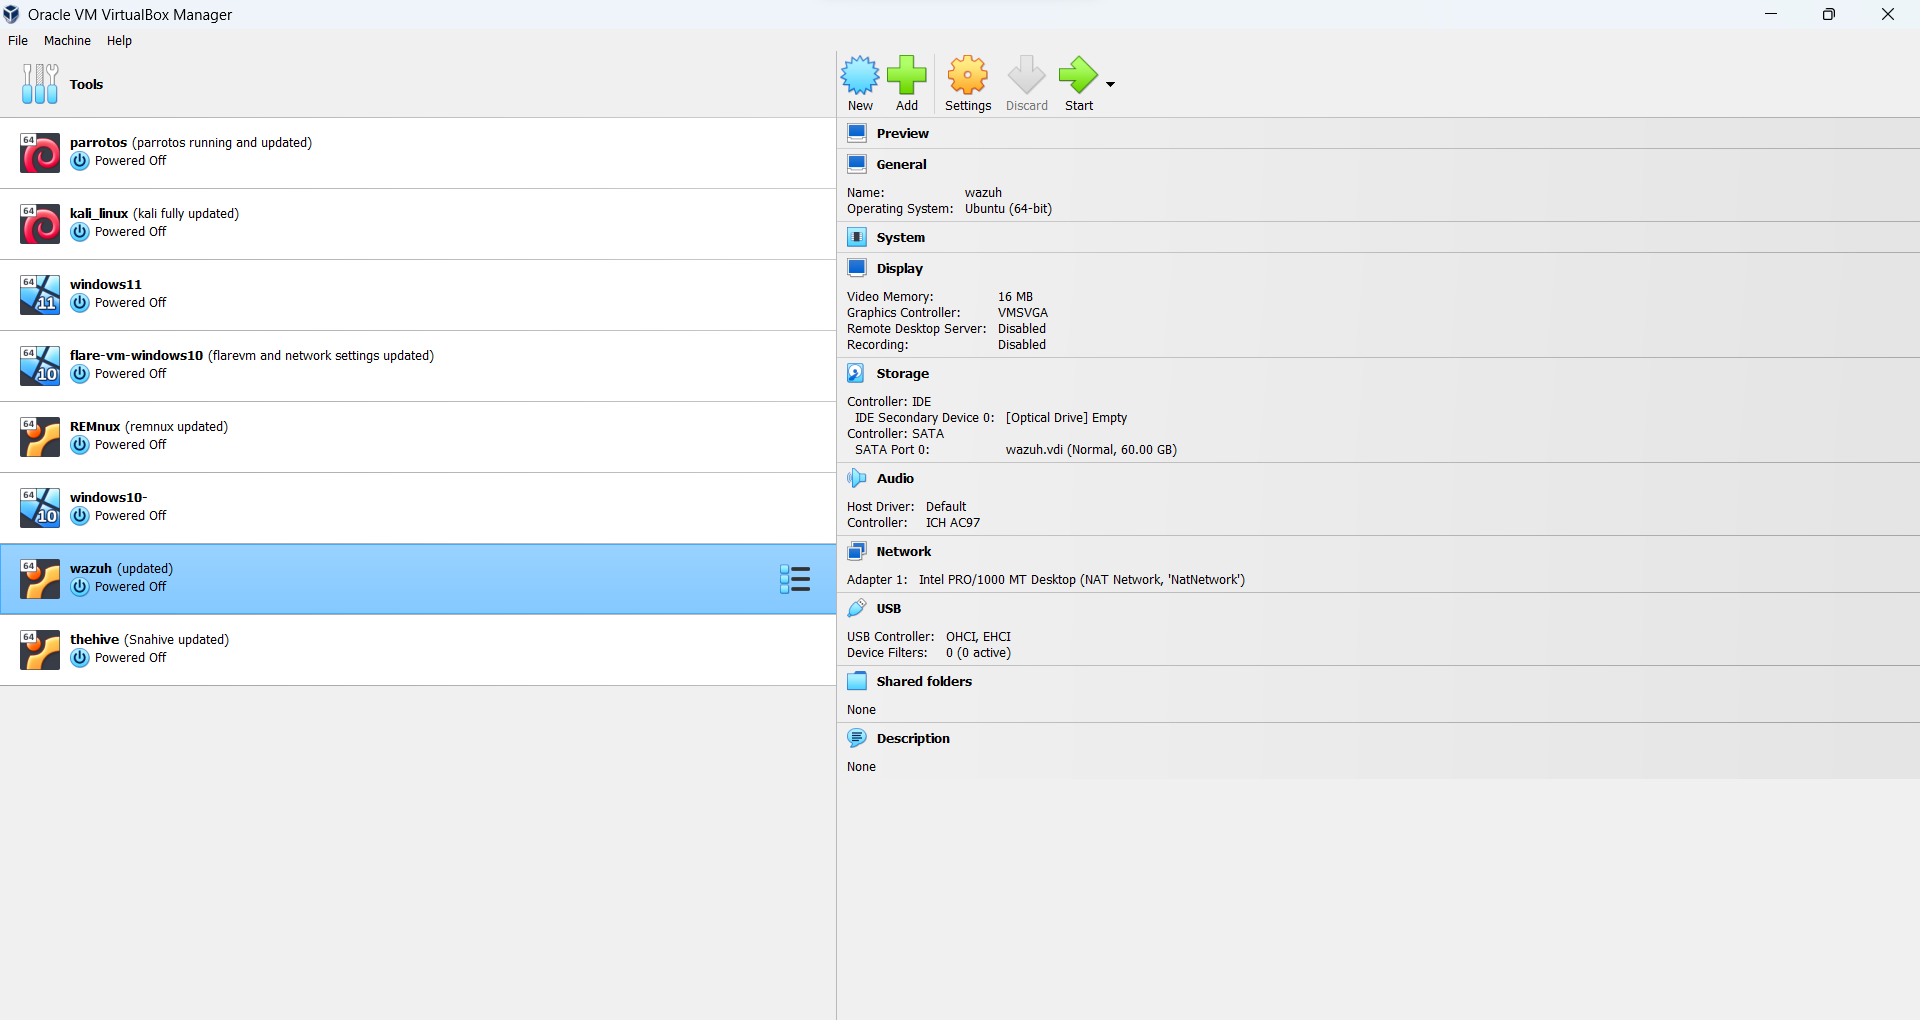 Oracle VM VirtualBox Manager
File Machine Help
Tools
New Add Settings Discard Start
64
parrotos (parrotos running and updated)
Powered Off
64
kali_linux (kali fully updated)
Powered Off
64
11
windows11
Powered Off
64
10
flare-vm-windows10 (flarevm and network settings updated)
Powered Off
64
REMnux (remnux updated)
Powered Off
64
10
windows10-
Powered Off
64
wazuh (updated)
Powered Off
64
thehive (Snahive updated)
Powered Off
Preview
General
Name: wazuh
Operating System: Ubuntu (64-bit)
System
Display
Video Memory: 16 MB
Graphics Controller: VMSVGA
Remote Desktop Server: Disabled
Recording: Disabled
Storage
Controller: IDE
IDE Secondary Device 0: [Optical Drive] Empty
Controller: SATA
SATA Port 0: wazuh.vdi (Normal, 60.00 GB)
Audio
Host Driver: Default
Controller: ICH AC97
Network
Adapter 1: Intel PRO/1000 MT Desktop (NAT Network, 'NatNetwork')
USB
USB Controller: OHCI, EHCI
Device Filters: 0 (0 active)
Shared folders
None
Description
None